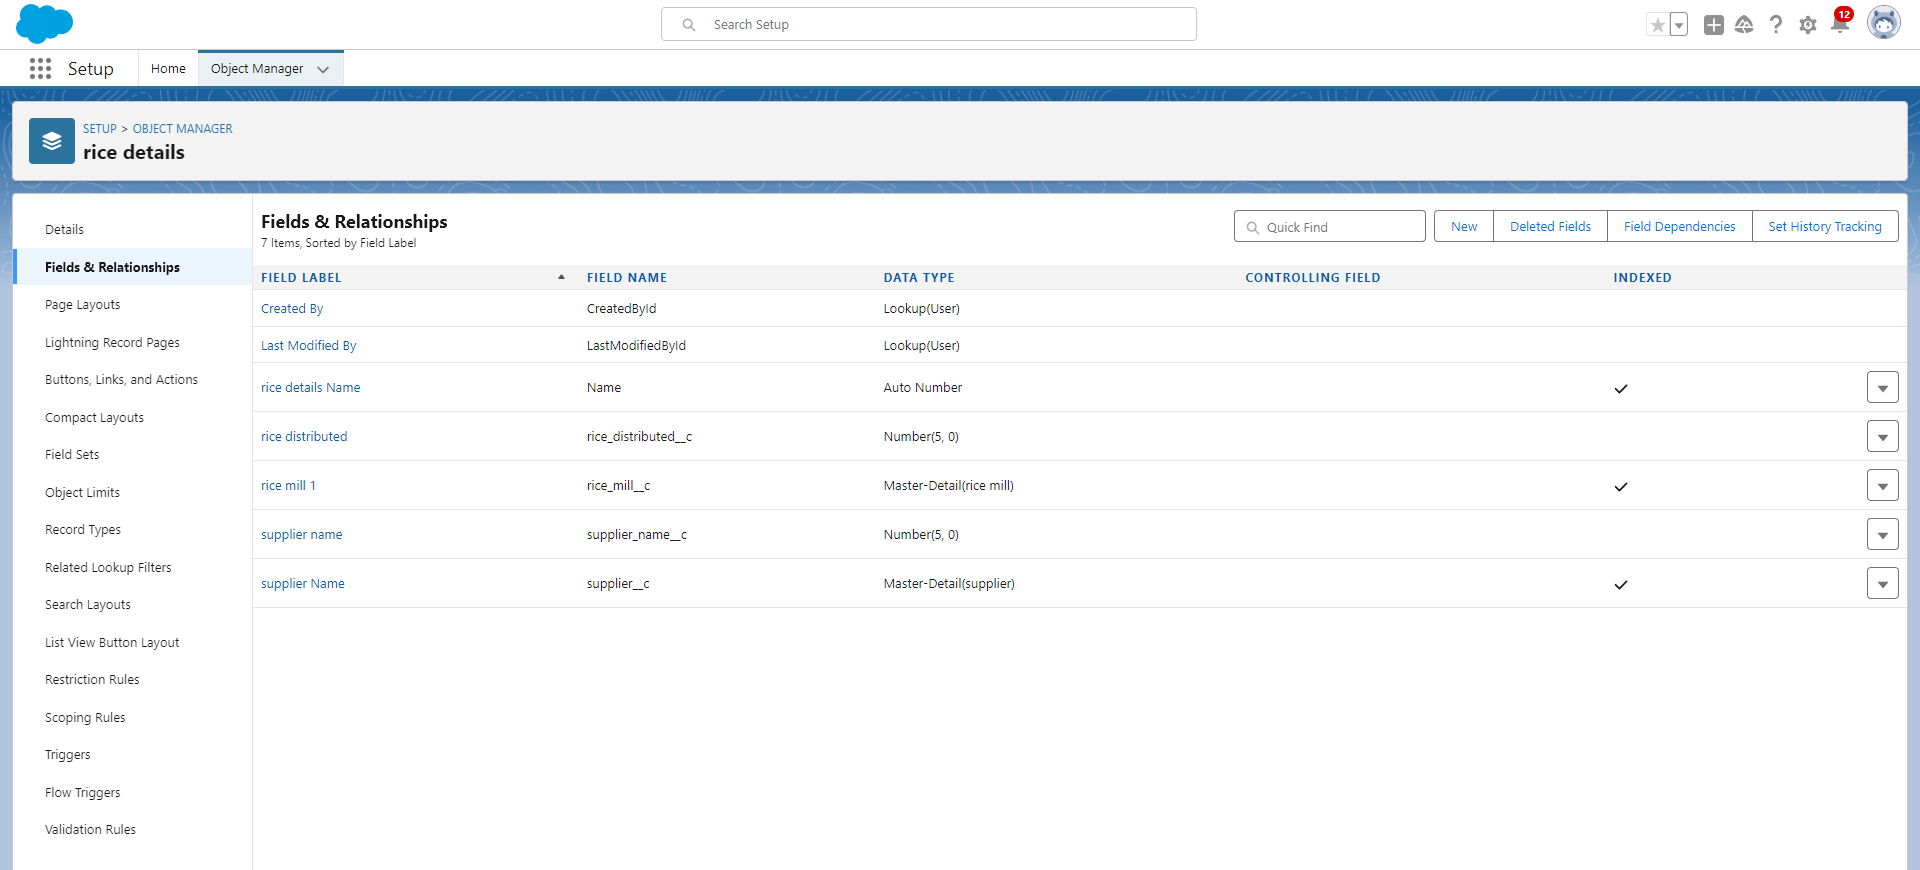 Search Setup
12
Setup
Home
Object Manager
SETUP > OBJECT MANAGER
rice details
Details
Fields & Relationships
Page Layouts
Lightning Record Pages
Buttons, Links, and Actions
Compact Layouts
Field Sets
Object Limits
Record Types
Related Lookup Filters
Search Layouts
List View Button Layout
Restriction Rules
Scoping Rules
Triggers
Flow Triggers
Validation Rules
Fields & Relationships
7 Items, Sorted by Field Label
Quick Find
New
Deleted Fields
Field Dependencies
Set History Tracking
FIELD LABEL FIELD NAME DATA TYPE CONTROLLING FIELD INDEXED
Created By CreatedById Lookup(User)
Last Modified By LastModifiedById Lookup(User)
rice details Name Name Auto Number
rice distributed rice_distributed__c Number(5, 0)
rice mill 1 rice_mill__c Master-Detail(rice mill)
supplier name supplier_name__c Number(5, 0)
supplier Name supplier__c Master-Detail(supplier)